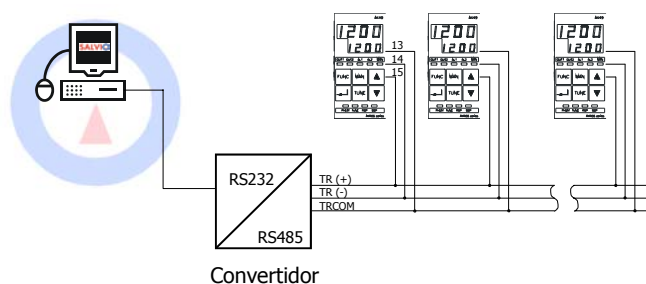 SALVIO
1200
1200
FUNC MAN
TUNE
13
14
15
1200
1200
FUNC MAN
TUNE
1200
1200
FUNC MAN
TUNE
RS232
RS485
TR (+)
TR (-)
TRCOM
Convertidor